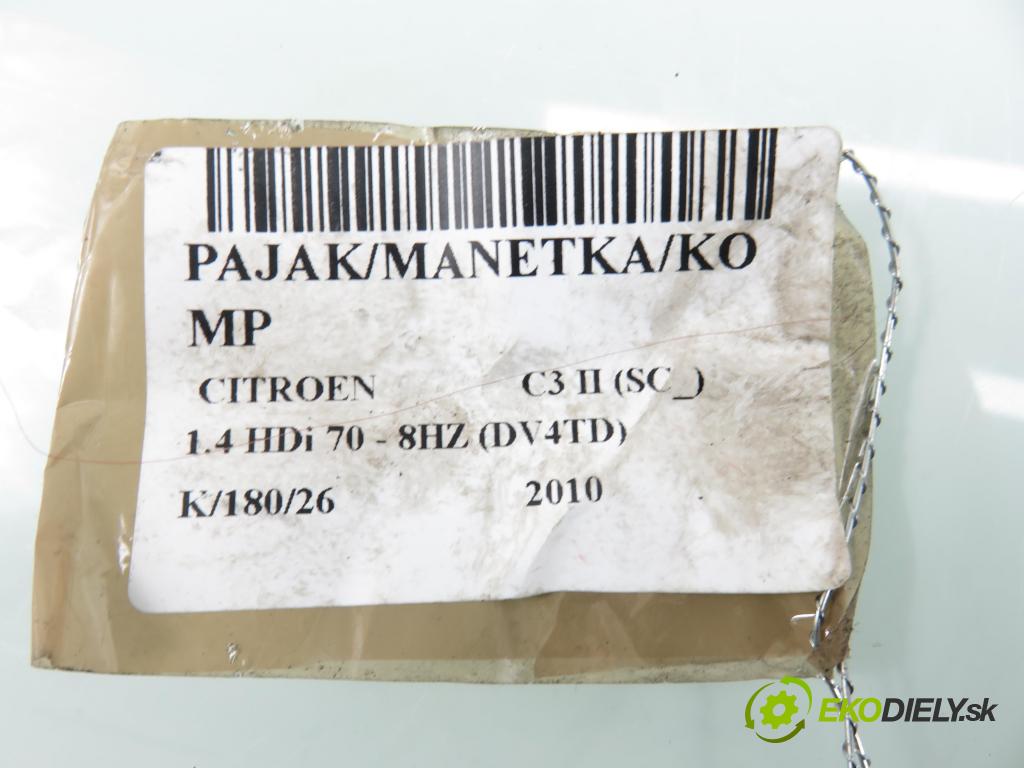 PAJAK/MANETKA/KO
MP
CITROEN C3 II (SC_)
1.4 HDi 70 - 8HZ (DV4TD)
K/180/26 2010
EKODIELY.sk